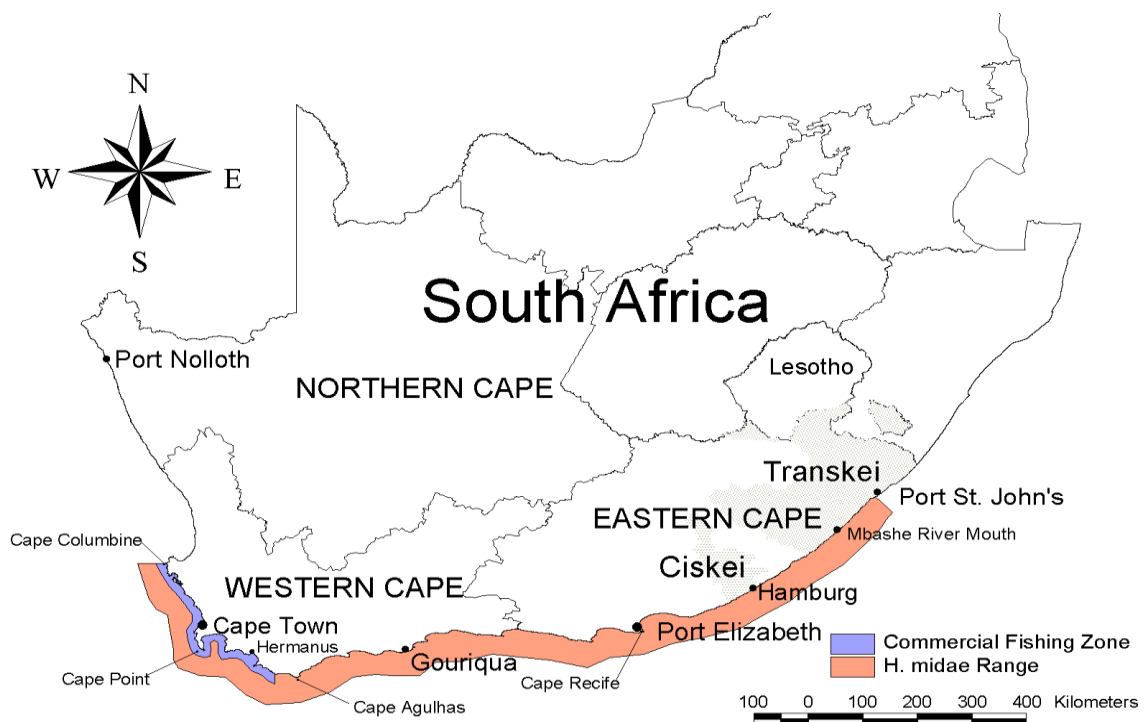 N
W
E
S
South Africa
Port Nolloth
NORTHERN CAPE
Lesotho
Transkei
Port St. John's
EASTERN CAPE
Mbashe River Mouth
Cape Columbine
Ciskei
WESTERN CAPE
Hamburg
Cape Town
Port Elizabeth
Hermanus
Commercial Fishing Zone
Gouriqua
H. midae Range
Cape Point
Cape Recife
Cape Agulhas
100 0 100 200 300 400 Kilometers